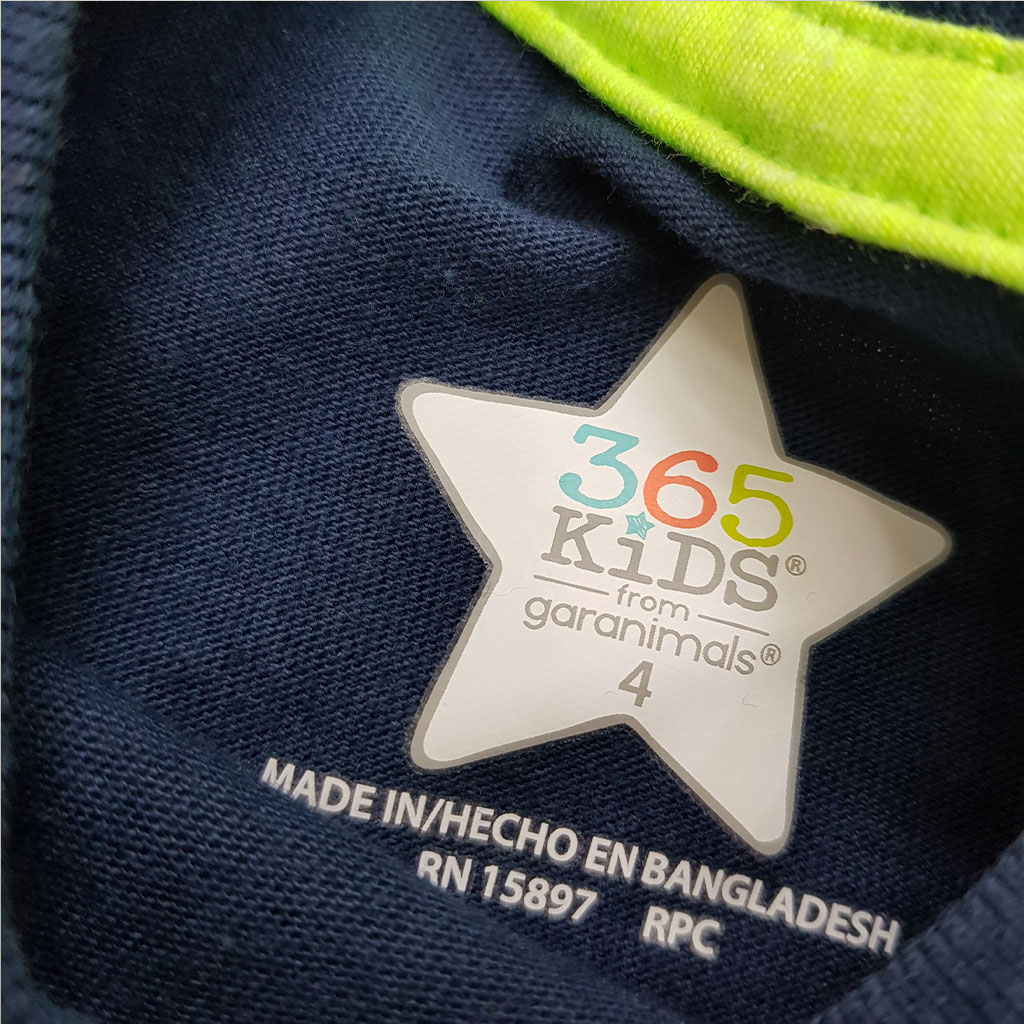 365
KiDS®
from
garanimals®
4
MADE IN/HECHO EN BANGLADESH
RN 15897 RPC